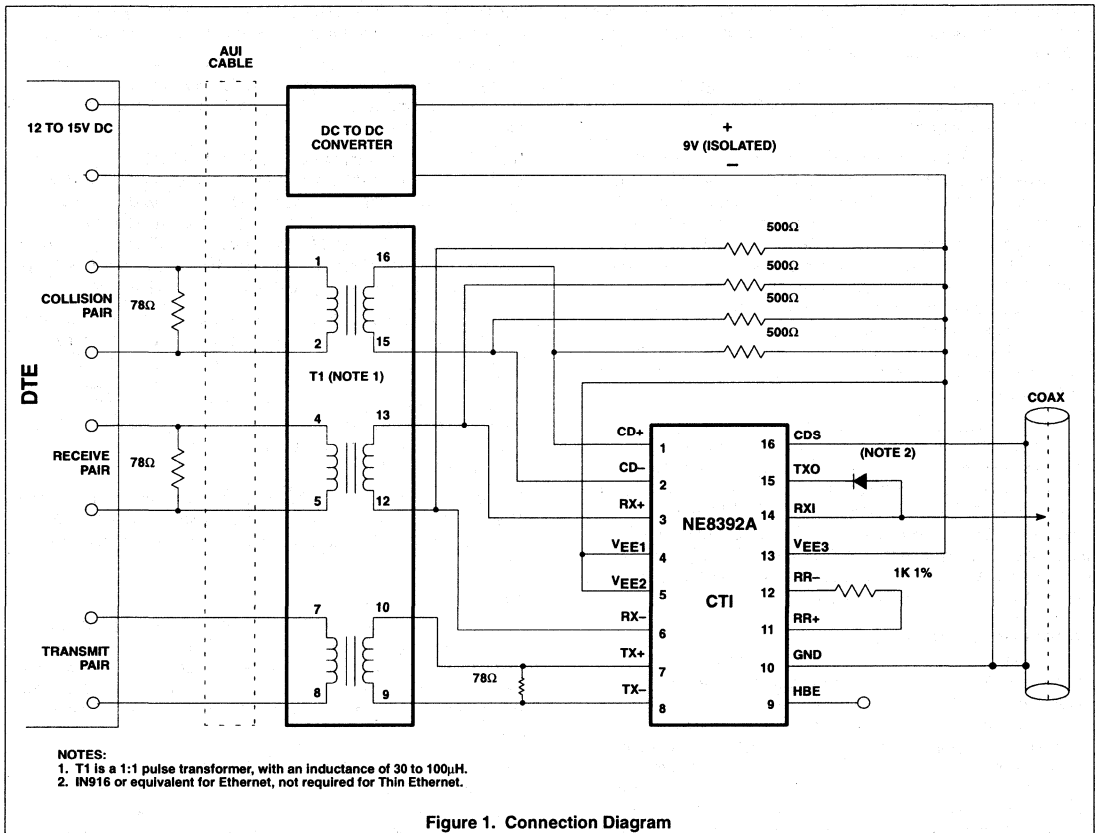 AUI
CABLE
12 TO 15V DC
DC TO DC
CONVERTER
+
9V (ISOLATED)
–
500Ω
500Ω
500Ω
500Ω
DTE
COLLISION
PAIR
78Ω
1
2
16
15
T1 (NOTE 1)
RECEIVE
PAIR
78Ω
4
5
13
12
TRANSMIT
PAIR
7
8
10
9
78Ω
CD+
CD–
RX+
VEE1
VEE2
RX–
TX+
TX–
1
2
3
4
5
6
7
8
NE8392A
CTI
16
15
14
13
12
11
10
9
CDS
TXO
RXI
VEE3
RR–
RR+
GND
HBE
(NOTE 2)
1K 1%
COAX
NOTES:
1. T1 is a 1:1 pulse transformer, with an inductance of 30 to 100µH.
2. IN916 or equivalent for Ethernet, not required for Thin Ethernet.
Figure 1. Connection Diagram